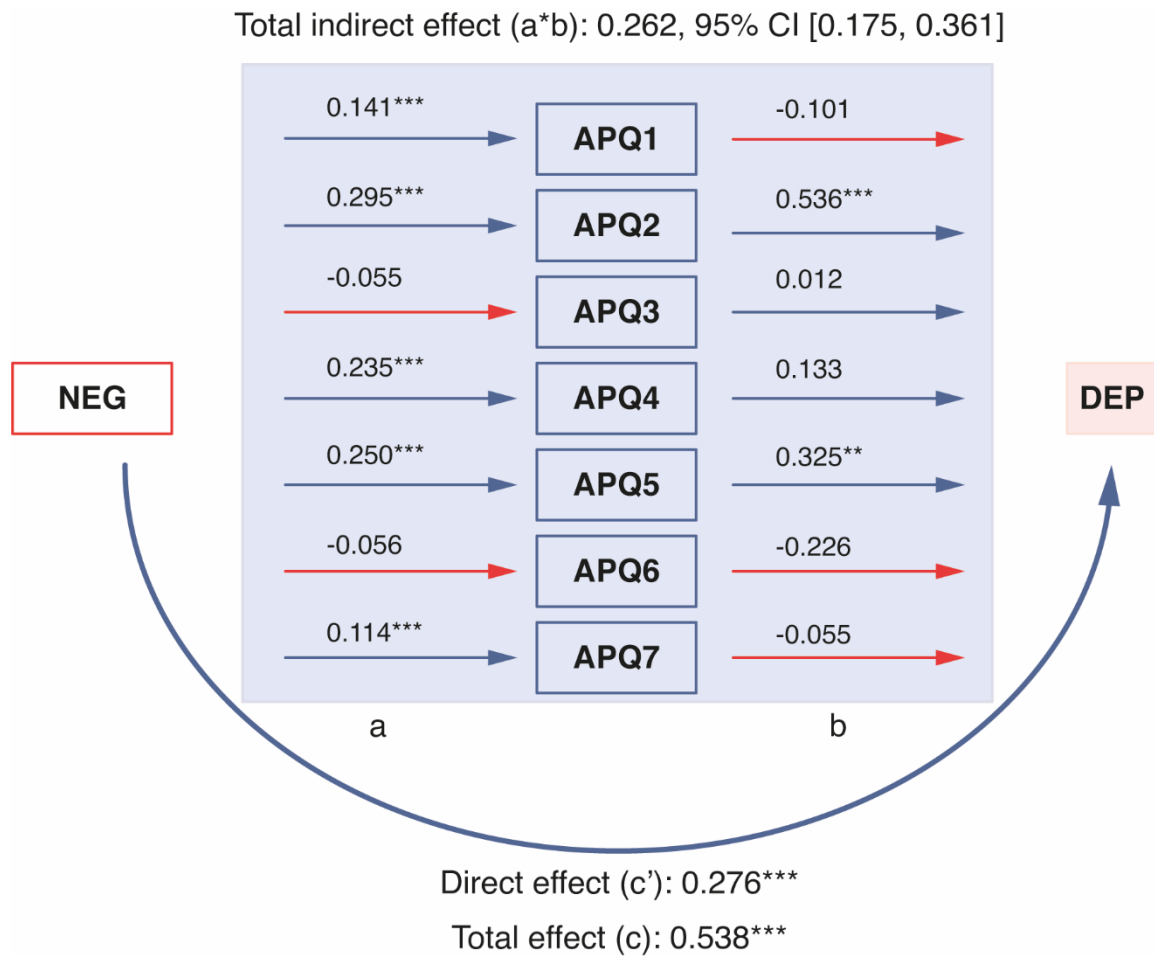 Total indirect effect (a*b): 0.262, 95% CI [0.175, 0.361]
0.141***
APQ1
-0.101
0.295***
APQ2
0.536***
-0.055
APQ3
0.012
0.235***
APQ4
0.133
NEG
DEP
0.250***
APQ5
0.325**
-0.056
APQ6
-0.226
0.114***
APQ7
-0.055
a
b
Direct effect (c’): 0.276***
Total effect (c): 0.538***